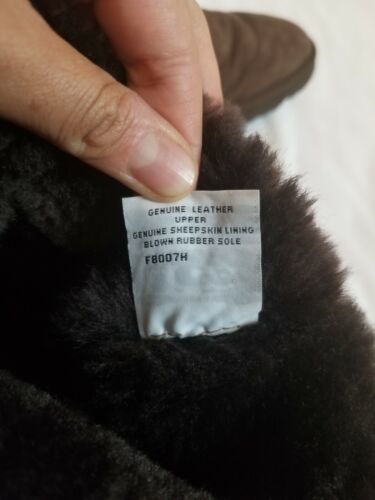 GENUINE LEATHER
UPPER
GENUINE SHEEPSKIN LINING
BLOWN RUBBER SOLE
F8007H